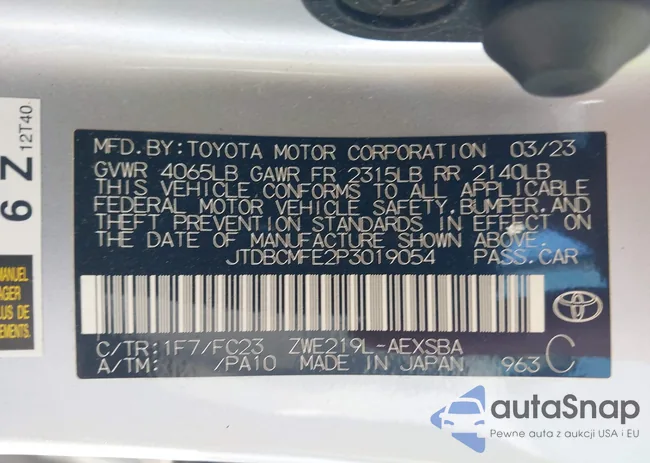 MFD.BY:TOYOTA MOTOR CORPORATION 03/23
GVWR 4065LB GAWR FR 2315LB RR 2140LB
THIS VEHICLE CONFORMS TO ALL APPLICABLE
FEDERAL MOTOR VEHICLE SAFETY,BUMPER,AND
THEFT PREVENTION STANDARDS IN EFFECT ON
THE DATE OF MANUFACTURE SHOWN ABOVE.
JTDBCMFE2P3019054 PASS.CAR
C/TR:1F7/FC23 ZWE219L-AEXSBA
A/TM: /PA10 MADE IN JAPAN 963 C
6 Z
12T40
MANUEL
PLUS DE
autaSnap
Pewne auta z aukcji USA i EU